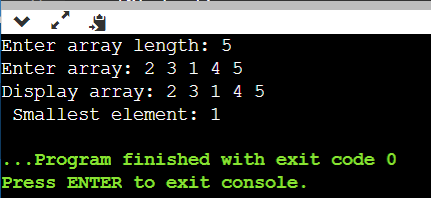 Enter array length: 5
Enter array: 2 3 1 4 5
Display array: 2 3 1 4 5
 Smallest element: 1

...Program finished with exit code 0
Press ENTER to exit console.